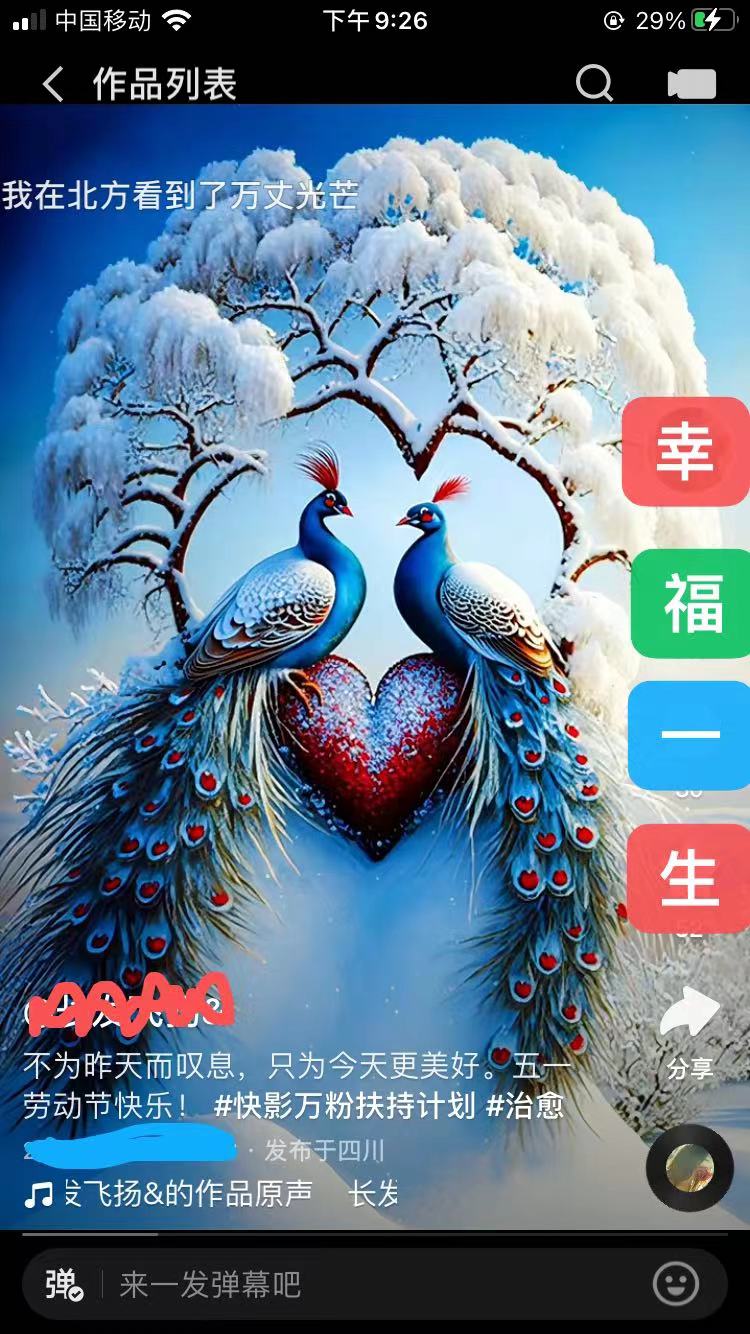 中国移动
下午9:26
29%
作品列表
我在北方看到了万丈光芒
幸
福
一
生
分享
不为昨天而叹息，只为今天更美好。五一
劳动节快乐！ #快影万粉扶持计划 #治愈
· 发布于四川
发飞扬&的作品原声 长发
弹
来一发弹幕吧